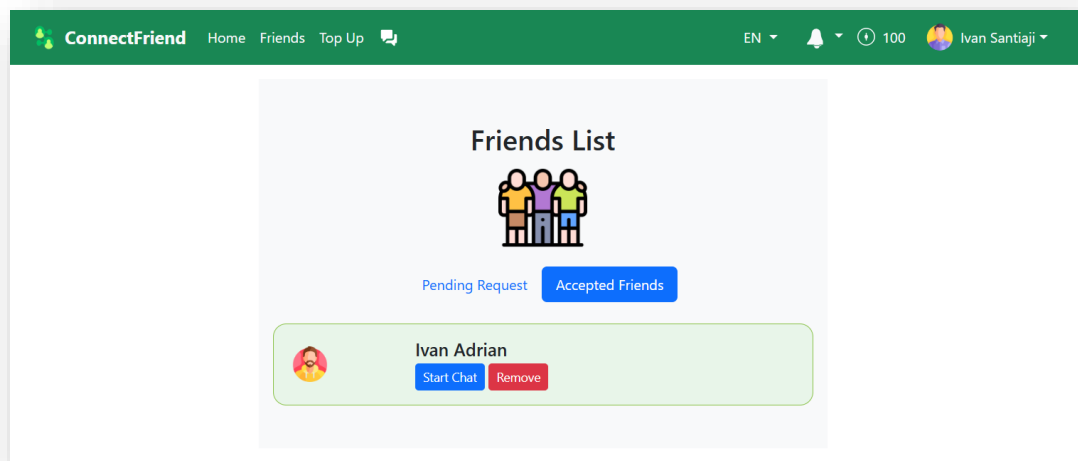 ConnectFriend Home Friends Top Up EN 100 Ivan Santiaji
Friends List
Pending Request Accepted Friends
Ivan Adrian
Start Chat Remove